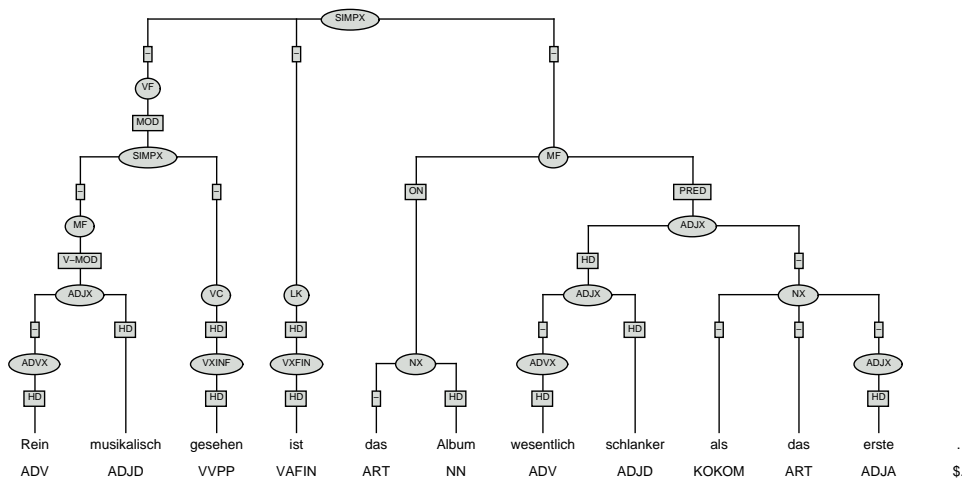 SIMPX
– – –
VF
MOD
SIMPX MF
– – ON PRED
MF ADJX
V–MOD HD –
ADJX VC LK ADJX NX
– HD HD HD – HD – – –
ADVX VXINF VXFIN NX ADVX ADJX
HD HD HD – HD HD HD
Rein musikalisch gesehen ist das Album wesentlich schlanker als das erste .
ADV ADJD VVPP VAFIN ART NN ADV ADJD KOKOM ART ADJA $.